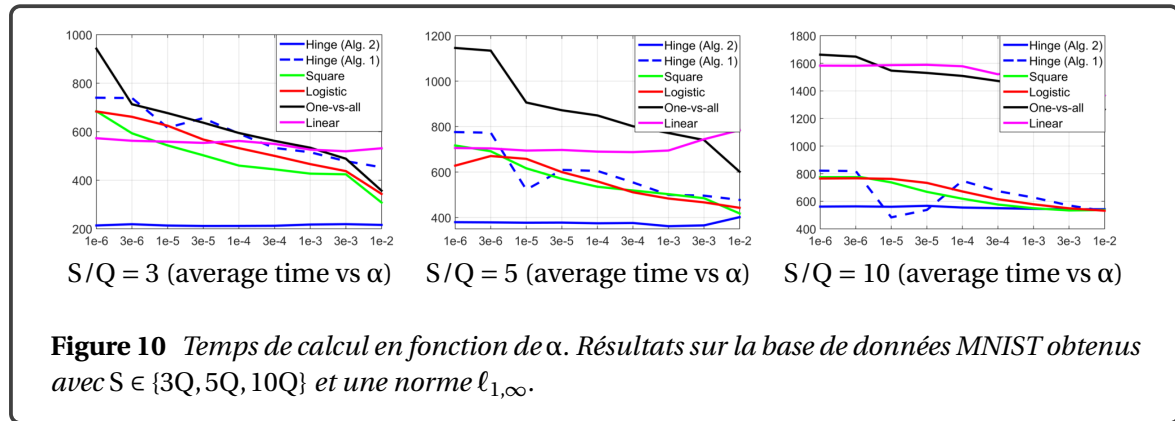 1000
800
600
400
200
1e-6 3e-6 1e-5 3e-5 1e-4 3e-4 1e-3 3e-3 1e-2
Hinge (Alg. 2)
Hinge (Alg. 1)
Square
Logistic
One-vs-all
Linear
S/Q = 3 (average time vs α)
1200
1000
800
600
400
1e-6 3e-6 1e-5 3e-5 1e-4 3e-4 1e-3 3e-3 1e-2
Hinge (Alg. 2)
Hinge (Alg. 1)
Square
Logistic
One-vs-all
Linear
S/Q = 5 (average time vs α)
1800
1600
1400
1200
1000
800
600
400
1e-6 3e-6 1e-5 3e-5 1e-4 3e-4 1e-3 3e-3 1e-2
Hinge (Alg. 2)
Hinge (Alg. 1)
Square
Logistic
One-vs-all
Linear
S/Q = 10 (average time vs α)
Figure 10 Temps de calcul en fonction de α. Résultats sur la base de données MNIST obtenus
avec S ∈ {3Q, 5Q, 10Q} et une norme ℓ1,∞.